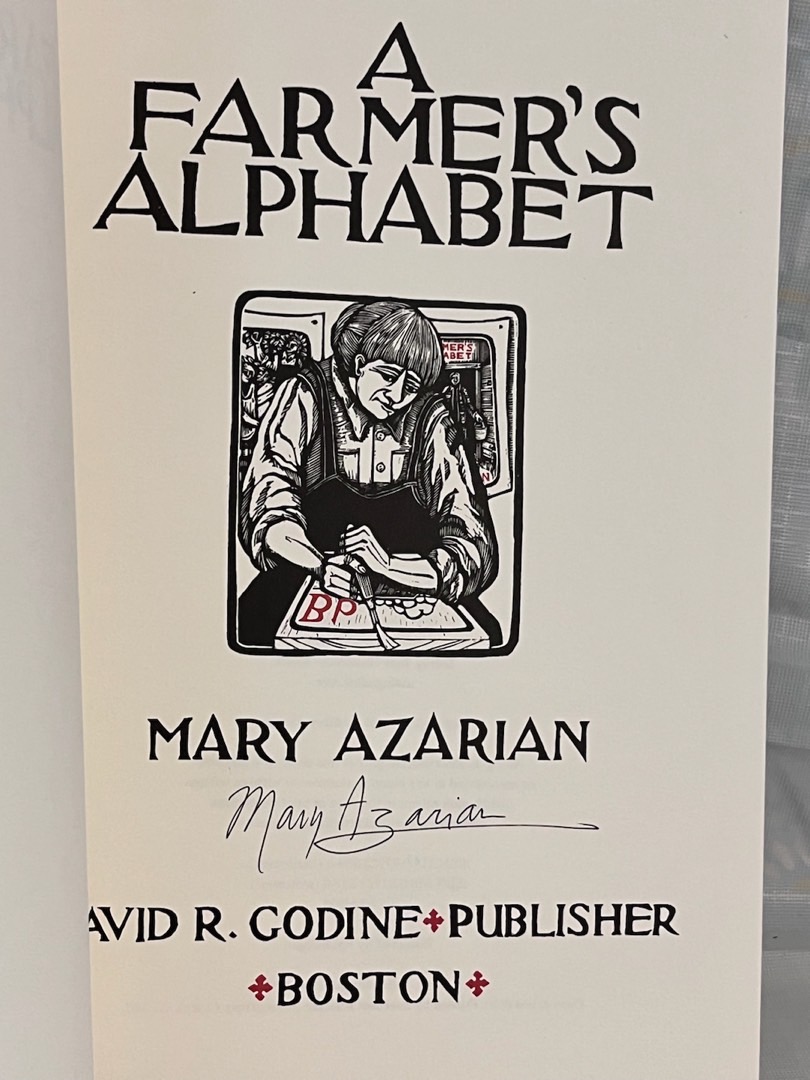 A
FARMER'S
ALPHABET
MER'S
ABET
N
BP
MARY AZARIAN
Mary Azarian
AVID R. GODINE PUBLISHER
BOSTON